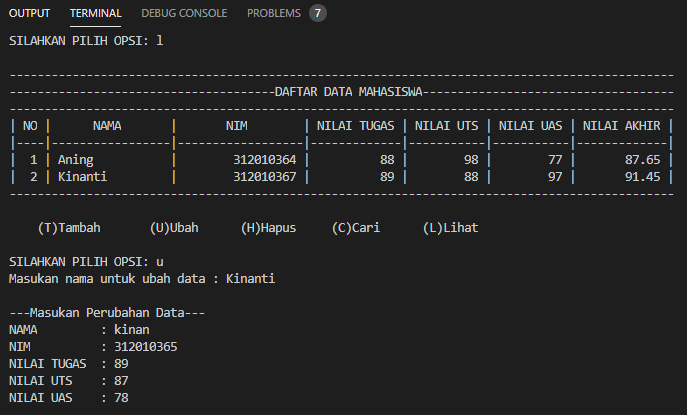 OUTPUT TERMINAL DEBUG CONSOLE PROBLEMS 7
SILAHKAN PILIH OPSI: l
-----------------------------------------------------------------------------------------------
--------------------------------------DAFTAR DATA MAHASISWA------------------------------------
-----------------------------------------------------------------------------------------------
| NO |      NAMA       |       NIM        | NILAI TUGAS | NILAI UTS | NILAI UAS | NILAI AKHIR |
|----|-----------------|------------------|-------------|-----------|-----------|-------------|
|  1 | Aning           |        312010364 |          88 |        98 |        77 |       87.65 |
|  2 | Kinanti         |        312010367 |          89 |        88 |        97 |       91.45 |
-----------------------------------------------------------------------------------------------
(T)Tambah       (U)Ubah      (H)Hapus     (C)Cari      (L)Lihat
SILAHKAN PILIH OPSI: u
Masukan nama untuk ubah data : Kinanti
---Masukan Perubahan Data---
NAMA         : kinan
NIM          : 312010365
NILAI TUGAS  : 89
NILAI UTS    : 87
NILAI UAS    : 78